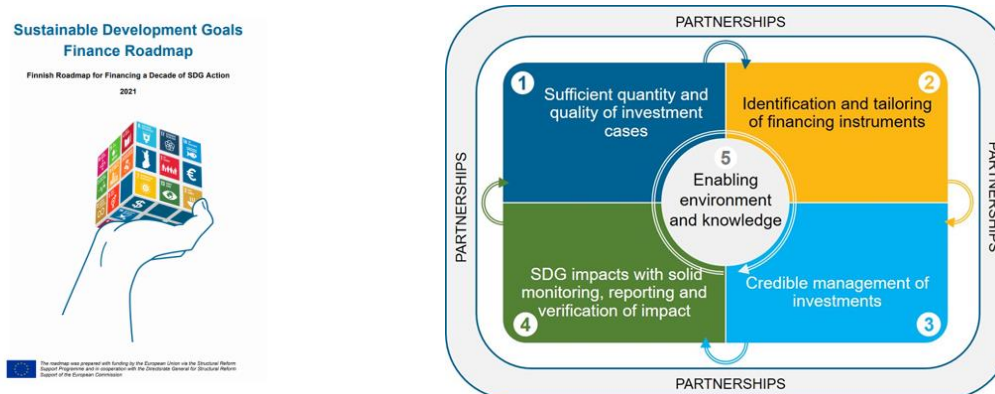 Sustainable Development Goals
Finance Roadmap
Finnish Roadmap for Financing a Decade of SDG Action
2021
$
€
The roadmap was prepared with funding by the European Union via the Structural Reform
Support Programme and in cooperation with the Directorate General for Structural Reform
Support of the European Commission
PARTNERSHIPS
PARTNERSHIPS
1
Sufficient quantity and
quality of investment
cases
2
Identification and tailoring
of financing instruments
5
Enabling
environment
and knowledge
SDG impacts with solid
monitoring, reporting and
verification of impact
4
Credible management of
investments
3
PARTNERSHIPS
PARTNERSHIPS